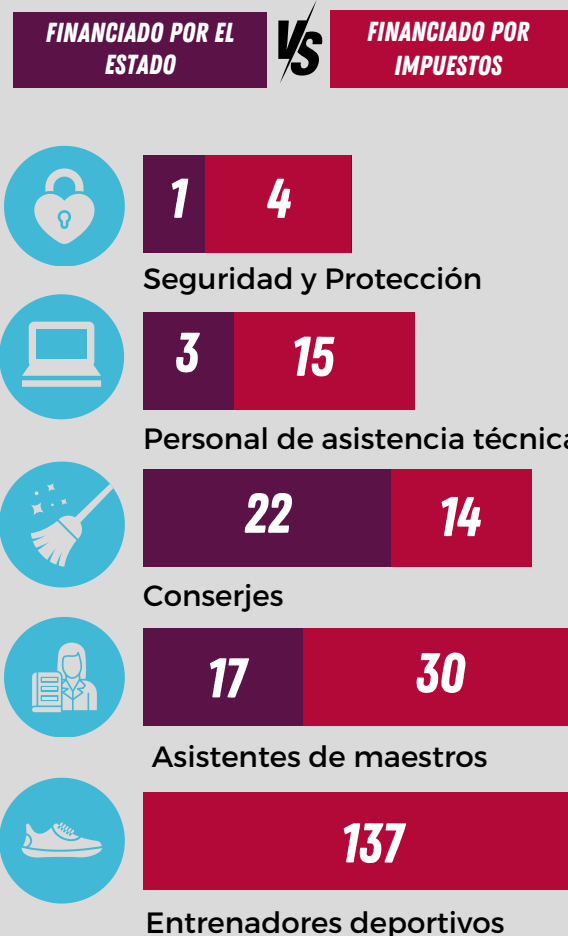 FINANCIADO POR EL
ESTADO
VS
FINANCIADO POR
IMPUESTOS
1 4
Seguridad y Protección
3 15
Personal de asistencia técnica
22 14
Conserjes
17 30
Asistentes de maestros
137
Entrenadores deportivos